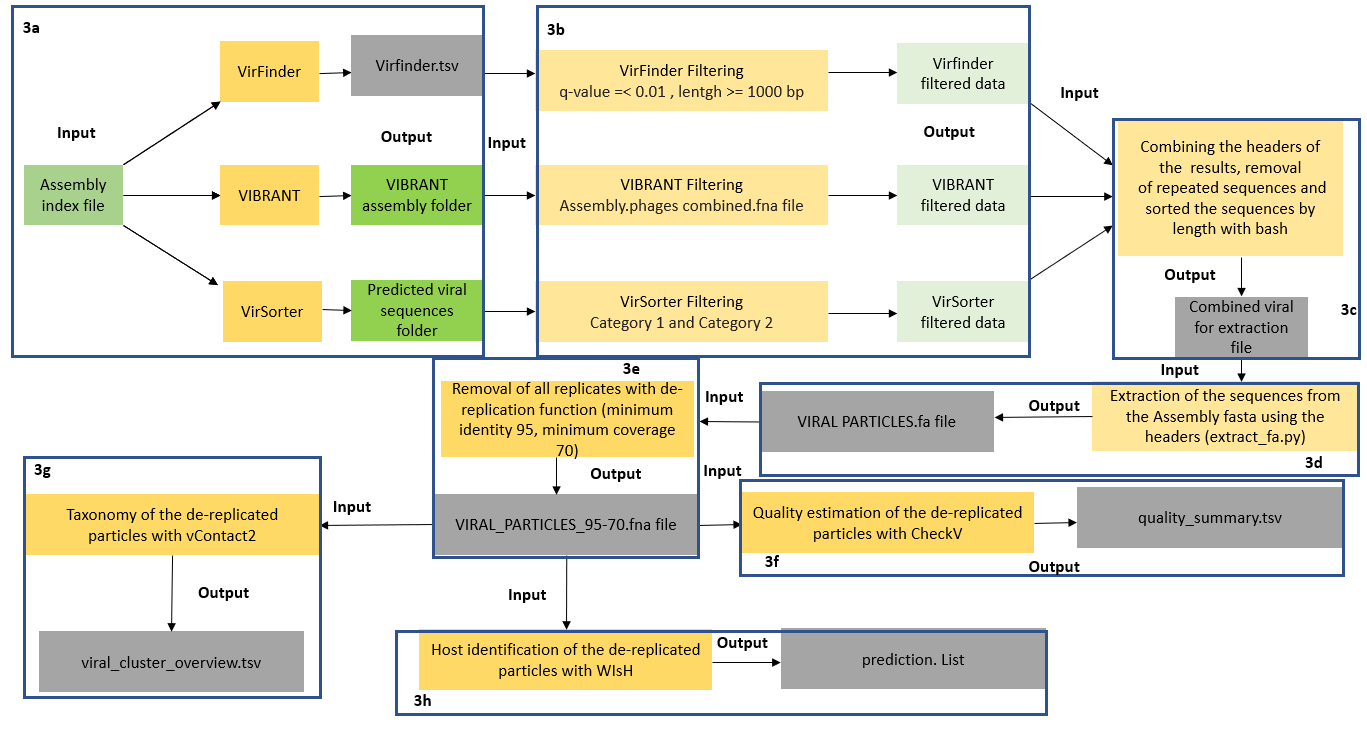 3a
VirFinder
Virfinder.tsv
Input
Output
Assembly
index file
VIBRANT
VIBRANT
assembly folder
VirSorter
Predicted viral
sequences
folder
Input
3b
VirFinder Filtering
q-value =< 0.01 , lentgh >= 1000 bp
Virfinder
filtered data
Output
VIBRANT Filtering
Assembly.phages combined.fna file
VIBRANT
filtered data
VirSorter Filtering
Category 1 and Category 2
VirSorter
filtered data
Input
Combining the headers of
the results, removal
of repeated sequences and
sorted the sequences by
length with bash
Output
Combined viral
for extraction
file
3c
Input
Extraction of the sequences from
the Assembly fasta using the
headers (extract_fa.py)
Output
VIRAL PARTICLES.fa file
3d
Input
3e
Removal of all replicates with de-
replication function (minimum
identity 95, minimum coverage
70)
Output
VIRAL_PARTICLES_95-70.fna file
Input
Quality estimation of the de-replicated
particles with CheckV
quality_summary.tsv
3f
Output
Input
3g
Taxonomy of the de-replicated
particles with vContact2
Output
viral_cluster_overview.tsv
Input
Host identification of the de-replicated
particles with WIsH
Output
prediction. List
3h